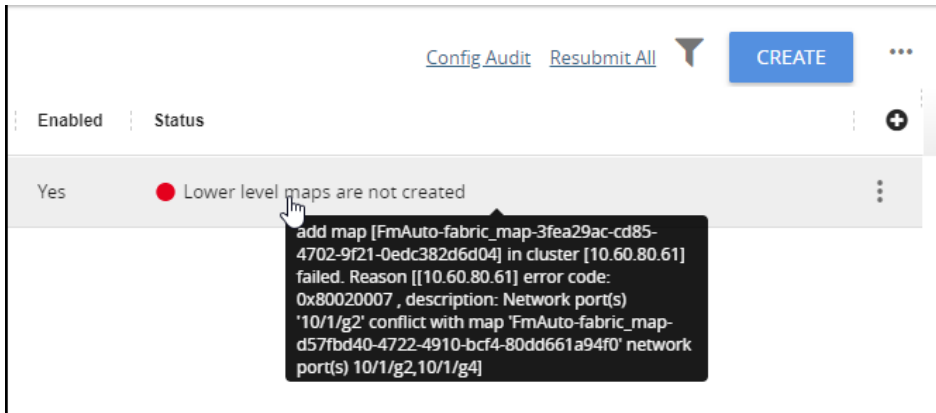 Config Audit Resubmit All CREATE
Enabled Status
Yes Lower level maps are not created
add map [FmAuto-fabric_map-3fea29ac-cd85-
4702-9f21-0edc382d6d04] in cluster [10.60.80.61]
failed. Reason [[10.60.80.61] error code:
0x80020007 , description: Network port(s)
'10/1/g2' conflict with map 'FmAuto-fabric_map-
d57fbd40-4722-4910-bcf4-80dd661a94f0' network
port(s) 10/1/g2,10/1/g4]